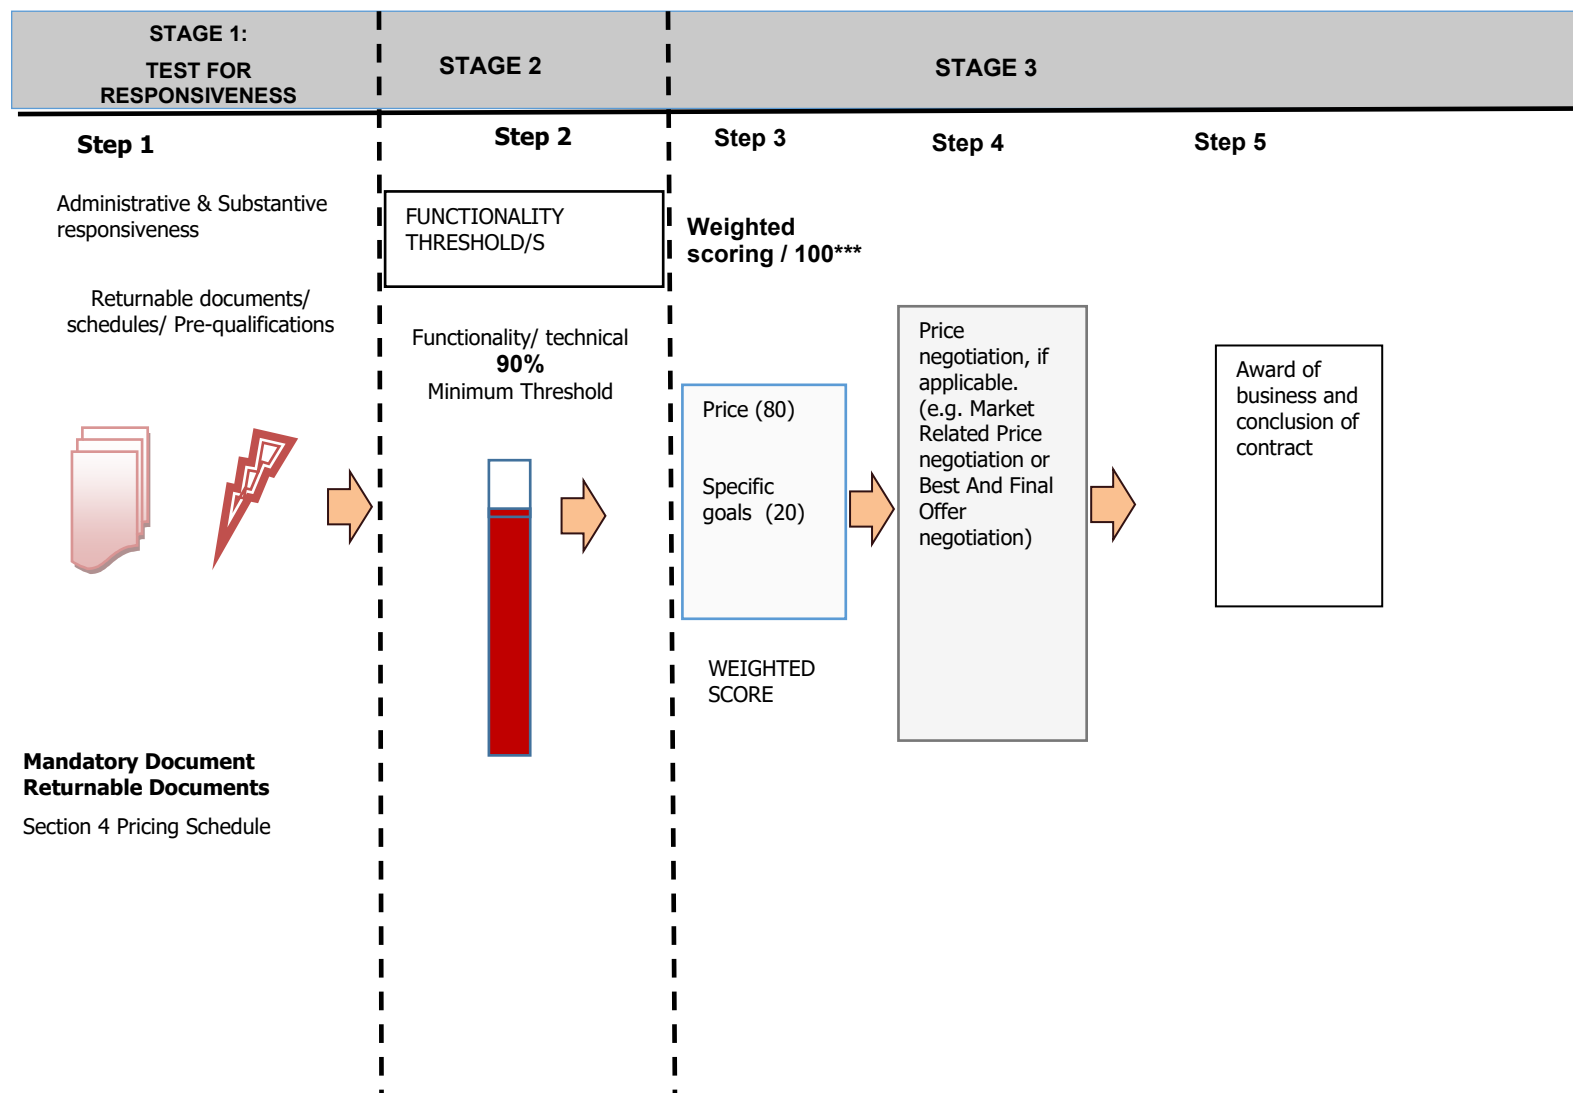 STAGE 1:
TEST FOR
RESPONSIVENESS
STAGE 2
STAGE 3
Step 1
Administrative & Substantive
responsiveness
Returnable documents/
schedules/ Pre-qualifications
Mandatory Document
Returnable Documents
Section 4 Pricing Schedule
Step 2
FUNCTIONALITY
THRESHOLD/S
Functionality/ technical
90%
Minimum Threshold
Step 3
Weighted
scoring / 100***
Price (80)
Specific
goals (20)
WEIGHTED
SCORE
Step 4
Price
negotiation, if
applicable.
(e.g. Market
Related Price
negotiation or
Best And Final
Offer
negotiation)
Step 5
Award of
business and
conclusion of
contract